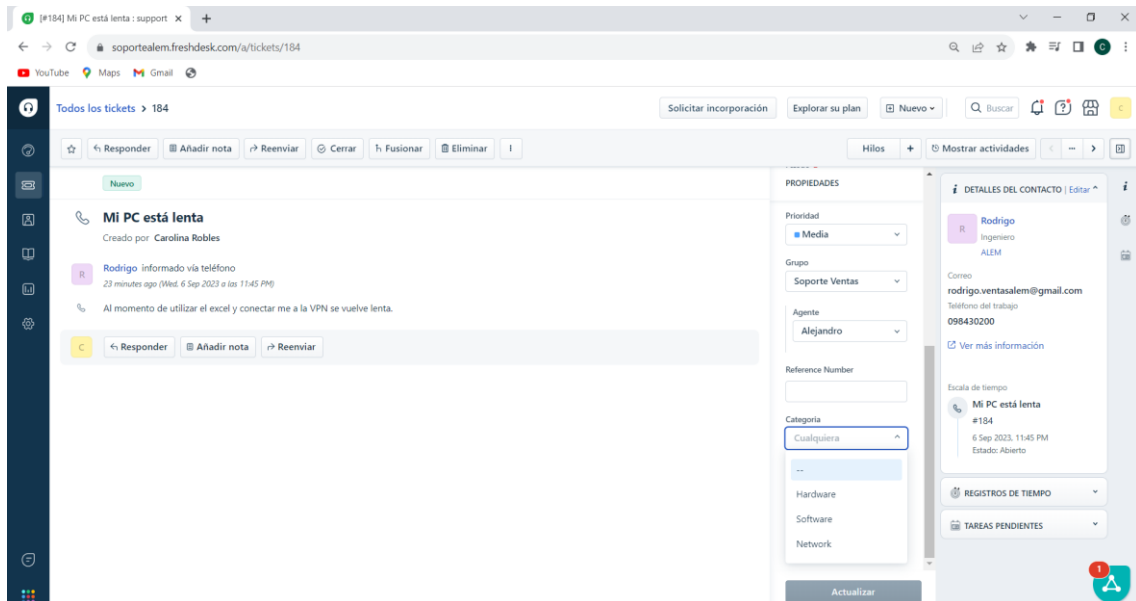 [#184] Mi PC está lenta : support
soportealem.freshdesk.com/a/tickets/184
C
YouTube
Maps
Gmail
Todos los tickets > 184
Solicitar incorporación
Explorar su plan
Nuevo
Buscar
C
Responder
Añadir nota
Reenviar
Cerrar
Fusionar
Eliminar
Hilos
+
Mostrar actividades
Nuevo
Mi PC está lenta
Creado por Carolina Robles
R
Rodrigo informado vía teléfono
23 minutes ago (Wed, 6 Sep 2023 a las 11:45 PM)
Al momento de utilizar el excel y conectar me a la VPN se vuelve lenta.
C
Responder
Añadir nota
Reenviar
PROPIEDADES
Prioridad
Media
Grupo
Soporte Ventas
Agente
Alejandro
Reference Number
Categoria
Cualquiera
--
Hardware
Software
Network
Actualizar
DETALLES DEL CONTACTO | Editar
R
Rodrigo
Ingeniero
ALEM
Correo
rodrigo.ventasalem@gmail.com
Teléfono del trabajo
098430200
Ver más información
Escala de tiempo
Mi PC está lenta
#184
6 Sep 2023, 11:45 PM
Estado: Abierto
REGISTROS DE TIEMPO
TAREAS PENDIENTES
1